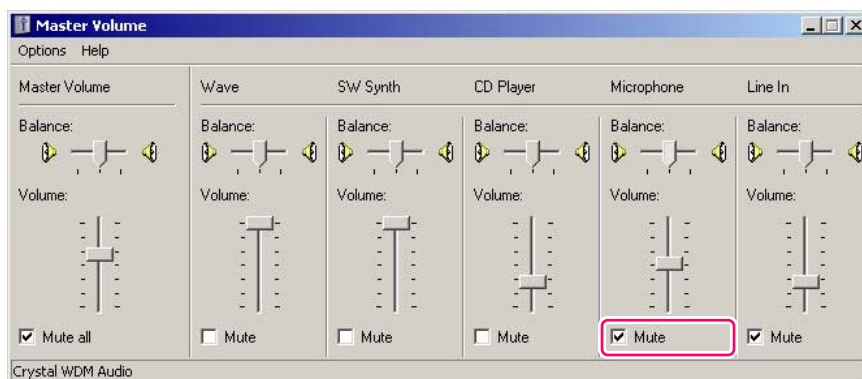 Master Volume
Options Help
Master Volume Wave SW Synth CD Player Microphone Line In
Balance: Balance: Balance: Balance: Balance: Balance:
Volume: Volume: Volume: Volume: Volume: Volume:
Mute all Mute Mute Mute Mute Mute
Crystal WDM Audio